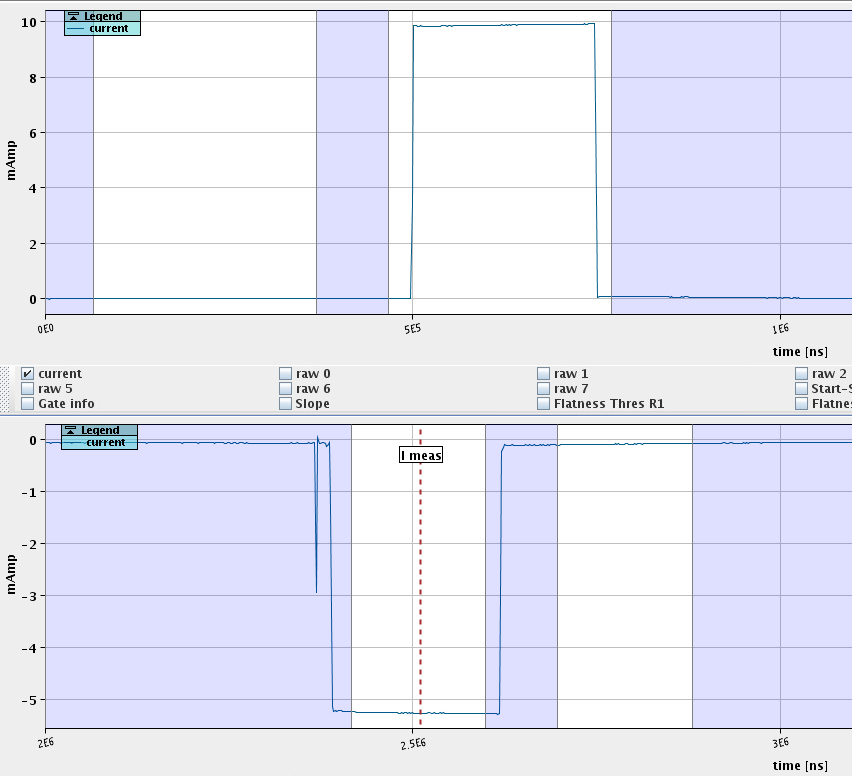 Legend
current
10
8
6
4
2
0
mAmp
0E0
5E5
1E6
time [ns]
current
raw 0
raw 1
raw 2
raw 5
raw 6
raw 7
Start-S
Gate info
Slope
Flatness Thres R1
Flatne
Legend
current
0
-1
-2
-3
-4
-5
mAmp
I meas
2E6
2.5E6
3E6
time [ns]